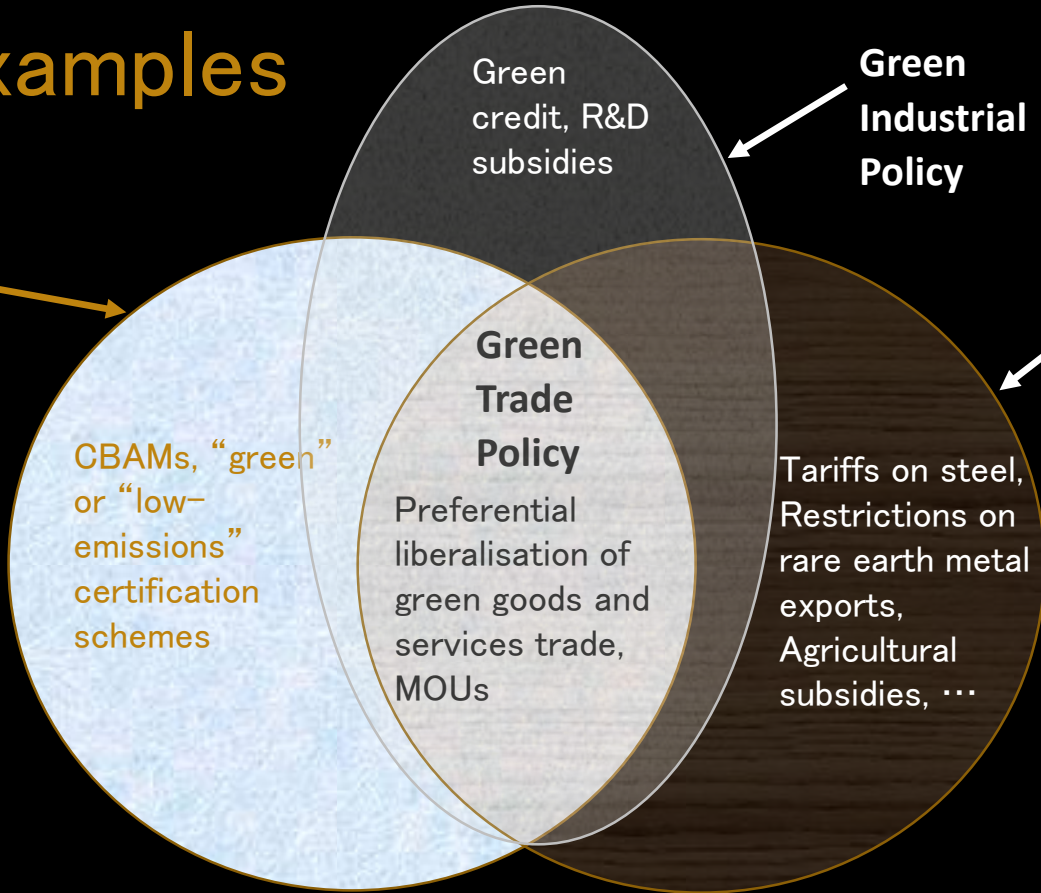 xamples
Green
credit, R&D
subsidies
Green
Industrial
Policy
Green
Trade
Policy
CBAMs, “green”
or “low-
emissions”
certification
schemes
Preferential
liberalisation of
green goods and
services trade,
MOUs
Tariffs on steel,
Restrictions on
rare earth metal
exports,
Agricultural
subsidies, …